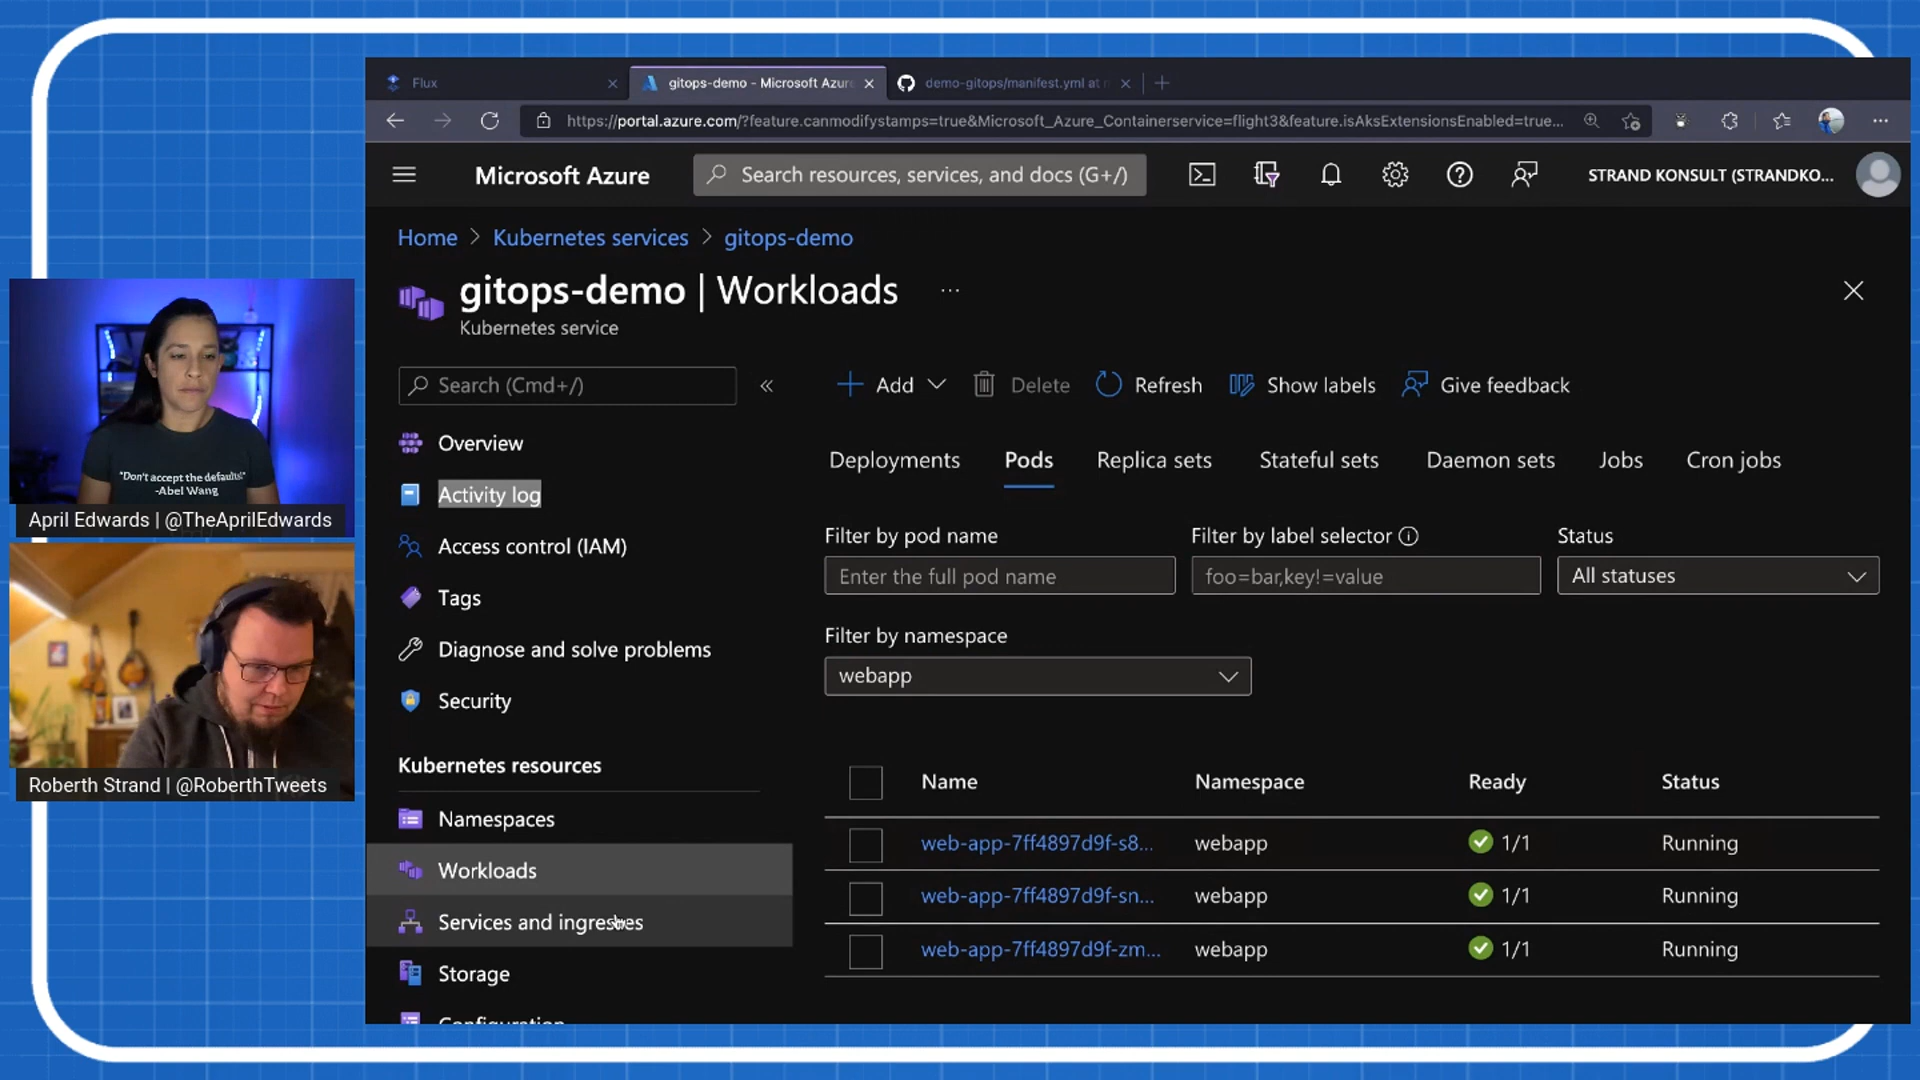 Flux
gitops-demo - Microsoft Azure
demo-gitops/manifest.yml at
https://portal.azure.com/?feature.canmodifystamps=true&Microsoft_Azure_Containerservice=flight3&feature.isAksExtensionsEnabled=true...
Microsoft Azure
Search resources, services, and docs (G+/)
STRAND KONSULT (STRANDKO...
Home > Kubernetes services > gitops-demo
gitops-demo | Workloads ...
Kubernetes service
Search (Cmd+/)
«
Add
Delete
Refresh
Show labels
Give feedback
Overview
Activity log
Access control (IAM)
Tags
Diagnose and solve problems
Security
Kubernetes resources
Namespaces
Workloads
Services and ingresses
Storage
Configuration
Deployments
Pods
Replica sets
Stateful sets
Daemon sets
Jobs
Cron jobs
Filter by pod name
Enter the full pod name
Filter by label selector
foo=bar,key!=value
Status
All statuses
Filter by namespace
webapp
Name Namespace Ready Status
web-app-7ff4897d9f-s8... webapp 1/1 Running
web-app-7ff4897d9f-sn... webapp 1/1 Running
web-app-7ff4897d9f-zm... webapp 1/1 Running
"Don't accept the defaults!"
-Abel Wang
April Edwards | @TheAprilEdwards
Roberth Strand | @RoberthTweets